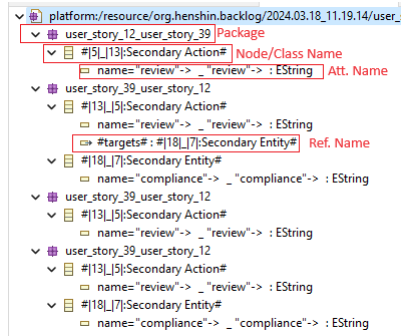 platform:/resource/org.henshin.backlog/2024.03.18_11.19.14/user_s
user_story_12_user_story_39 Package
#|5|_|13|:Secondary Action# Node/Class Name
name="review"-> _ "review"-> : EString Att. Name
user_story_39_user_story_12
#|13|_|5|:Secondary Action#
name="review"-> _ "review"-> : EString
#targets# : #|18|_|7|:Secondary Entity# Ref. Name
#|18|_|7|:Secondary Entity#
name="compliance"-> _ "compliance"-> : EString
user_story_39_user_story_12
#|13|_|5|:Secondary Action#
name="review"-> _ "review"-> : EString
user_story_39_user_story_12
#|13|_|5|:Secondary Action#
name="review"-> _ "review"-> : EString
#|18|_|7|:Secondary Entity#
name="compliance"-> _ "compliance"-> : EString